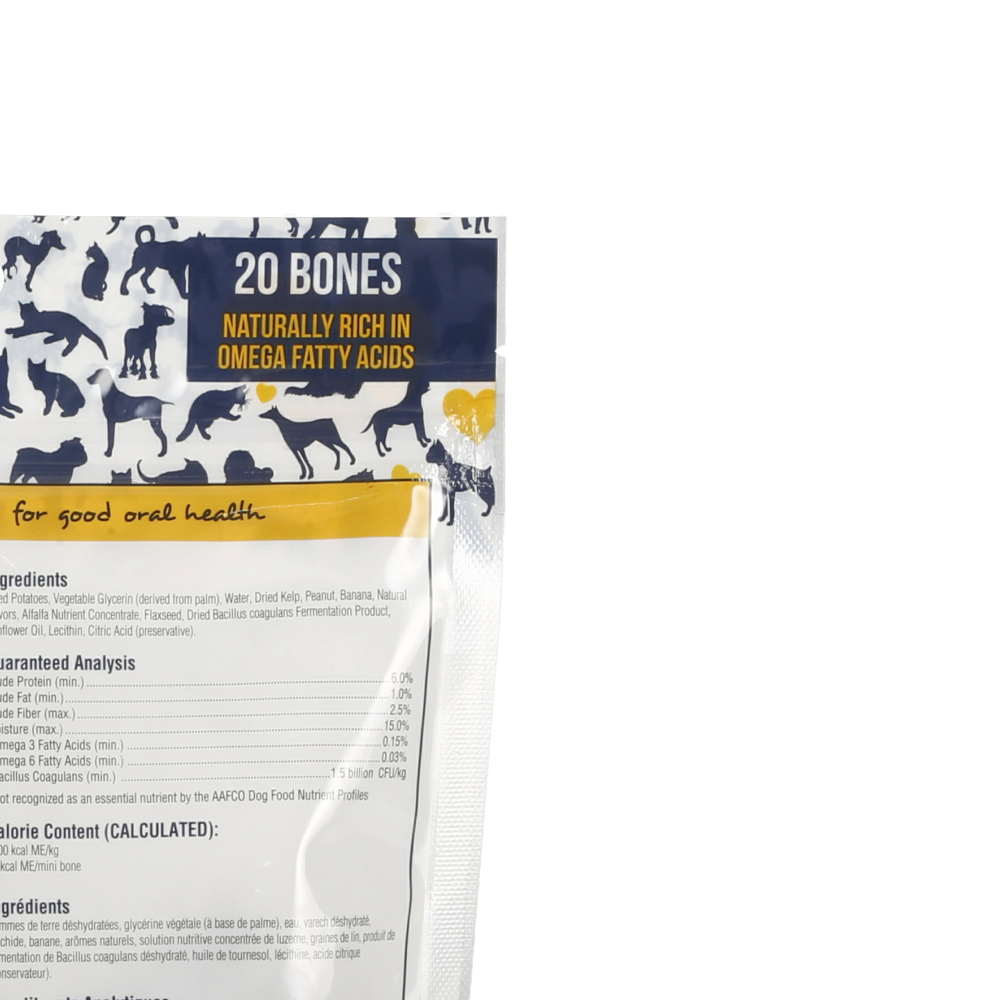 20 BONES
NATURALLY RICH IN
OMEGA FATTY ACIDS
for good oral health
gredients
ed Potatoes, Vegetable Glycerin (derived from palm), Water, Dried Kelp, Peanut, Banana, Natural
vors, Alfalfa Nutrient Concentrate, Flaxseed, Dried Bacillus coagulans Fermentation Product,
nflower Oil, Lecithin, Citric Acid (preservative).
uaranteed Analysis
ude Protein (min.) 6.0%
ude Fat (min.) 1.0%
ude Fiber (max.) 2.5%
isture (max.) 15.0%
mega 3 Fatty Acids (min.) 0.15%
mega 6 Fatty Acids (min.) 0.03%
acillus Coagulans (min.) 1.5 billion CFU/kg
ot recognized as an essential nutrient by the AAFCO Dog Food Nutrient Profiles
alorie Content (CALCULATED):
00 kcal ME/kg
kcal ME/mini bone
grédients
mmes de terre déshydratées, glycérine végétale (à base de palme), eau, varech déshydraté,
chide, banane, arômes naturels, solution nutritive concentrée de luzerne, graines de lin, produit de
mentation de Bacillus coagulans déshydraté, huile de tournesol, lécithine, acide citrique
onservateur).